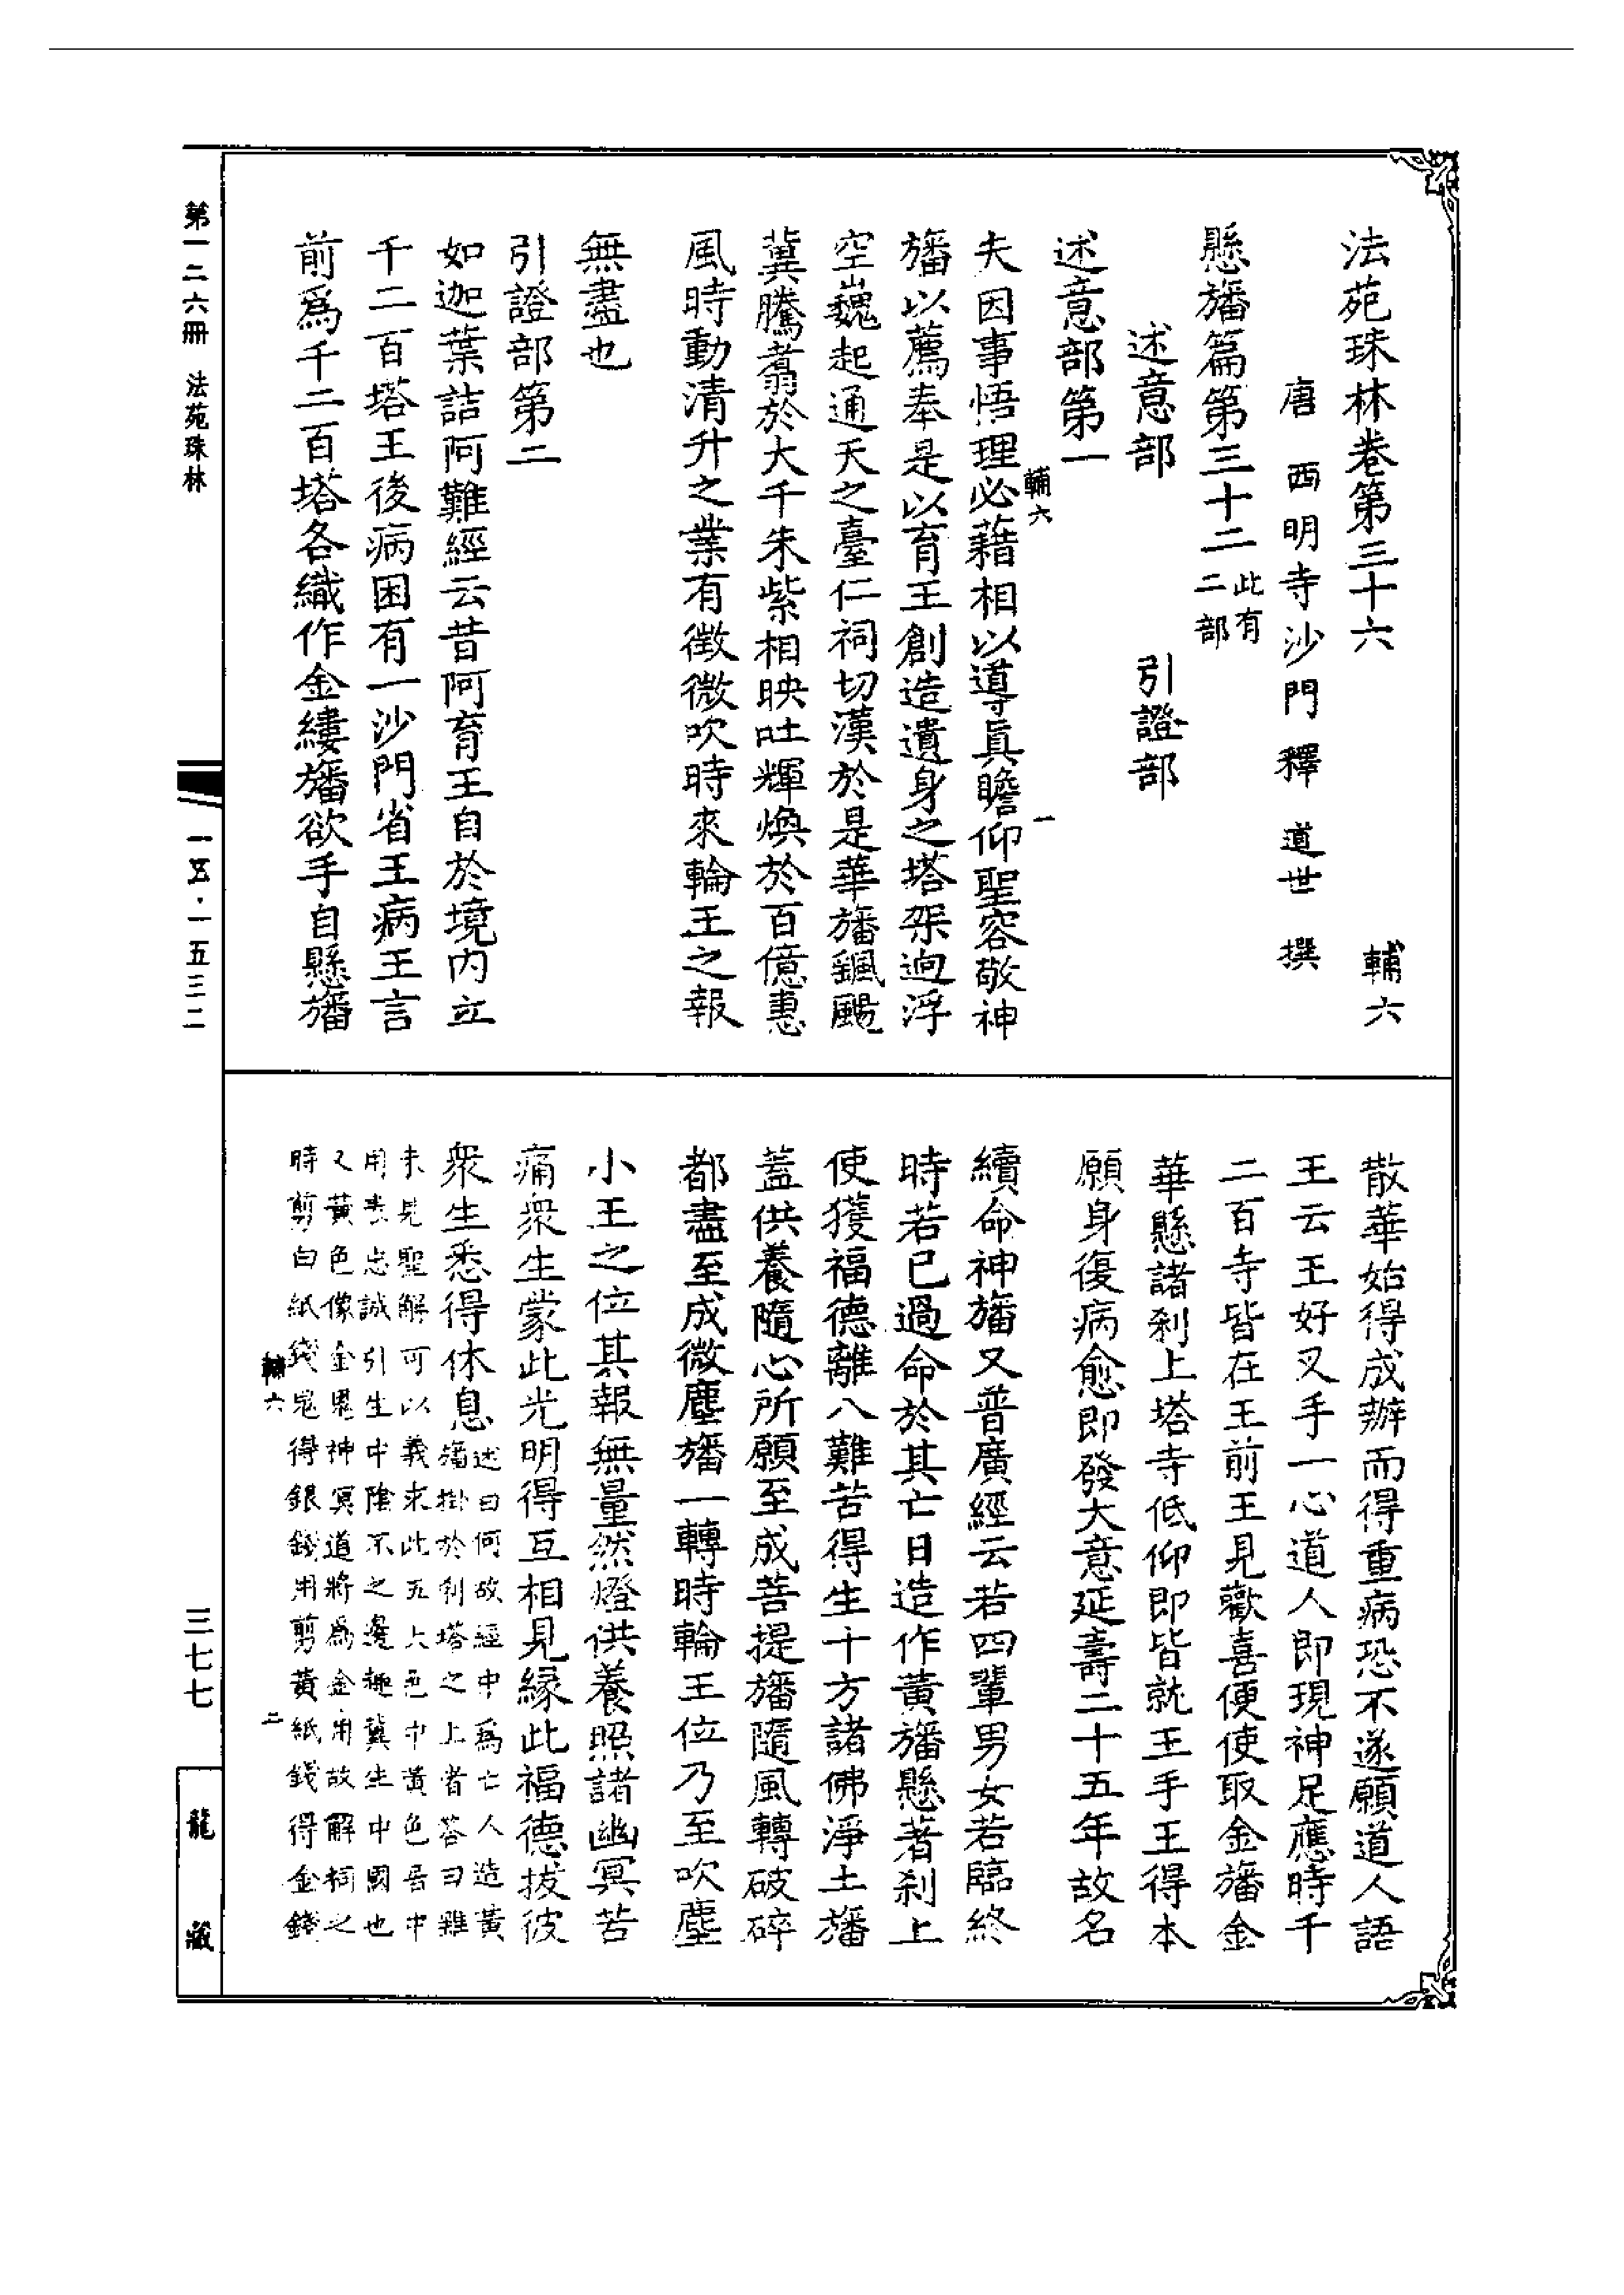 法苑珠林卷第三十六　輔六
唐西明寺沙門釋道世撰
懸旛篇第三十二此有二部
述意部　引證部
述意部第一
輔六　一
夫因事悟理必藉相以導真瞻仰聖容敬神
旛以薦奉是以育王創造遺身之塔架逈浮
空巍起通天之臺仁祠切漢於是華旛飄颺
冀騰翥於大千朱紫相映吐輝煥於百億惠
風時動清升之業有徵微吹時來輪王之報
無盡也
引證部第二
如迦葉詰阿難經云昔阿育王自於境內立
千二百塔王後病困有一沙門省王病王言
前爲千二百塔各織作金縷旛欲手自懸旛
散華始得成辦而得重病恐不遂願道人語
王云王好叉手一心道人即現神足應時千
二百寺皆在王前王見歡喜便使取金旛金
華懸諸刹上塔寺低仰即皆就王手王得本
願身復病愈即發大意延壽二十五年故名
續命神旛又普廣經云若四輩男女若臨終
時若已過命於其亡日造作黃旛懸著刹上
使獲福德離八難苦得生十方諸佛淨土旛
蓋供養隨心所願至成菩提旛隨風轉破碎
都盡至成微塵旛一轉時輪王位乃至吹塵
小王之位其報無量然燈供養照諸幽冥苦
痛衆生蒙此光明得互相見緣此福德拔彼
衆生悉得休息述曰何故經中爲亡人造黃
旛掛於刹塔之上者答曰雖
未見聖解可以義求此五大色中黃色居中
用表忠誠引生中陰不之邊趣冀生中國也
又黃色像金鬼神冥道將爲金用故解祠之
時剪白紙錢鬼得銀錢用剪黃紙錢得金錢
輔六　二
第一二六冊　法苑珠林
一五·一五三二
三七七
龍藏